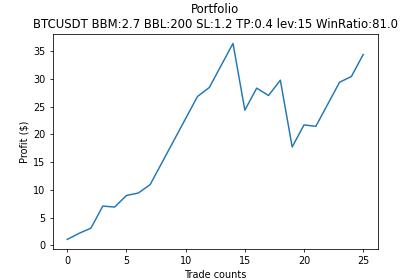 Portfolio
BTCUSDT BBM:2.7 BBL:200 SL:1.2 TP:0.4 lev:15 WinRatio:81.0
35
30
25
20
15
10
5
0
Profit ($)
0 5 10 15 20 25
Trade counts